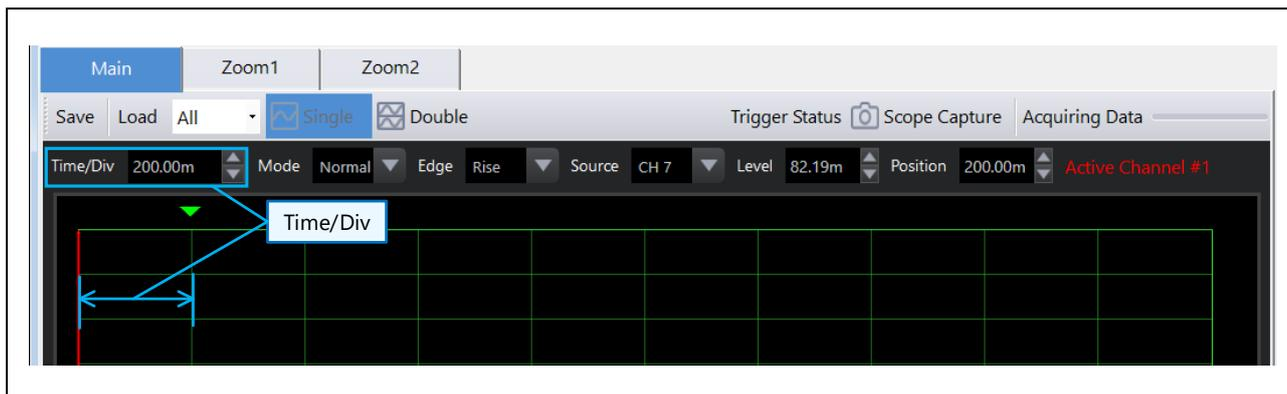 Main Zoom1 Zoom2
Save Load All Single Double Trigger Status Scope Capture Acquiring Data
Time/Div 200.00m Mode Normal Edge Rise Source CH 7 Level 82.19m Position 200.00m Active Channel #1
Time/Div